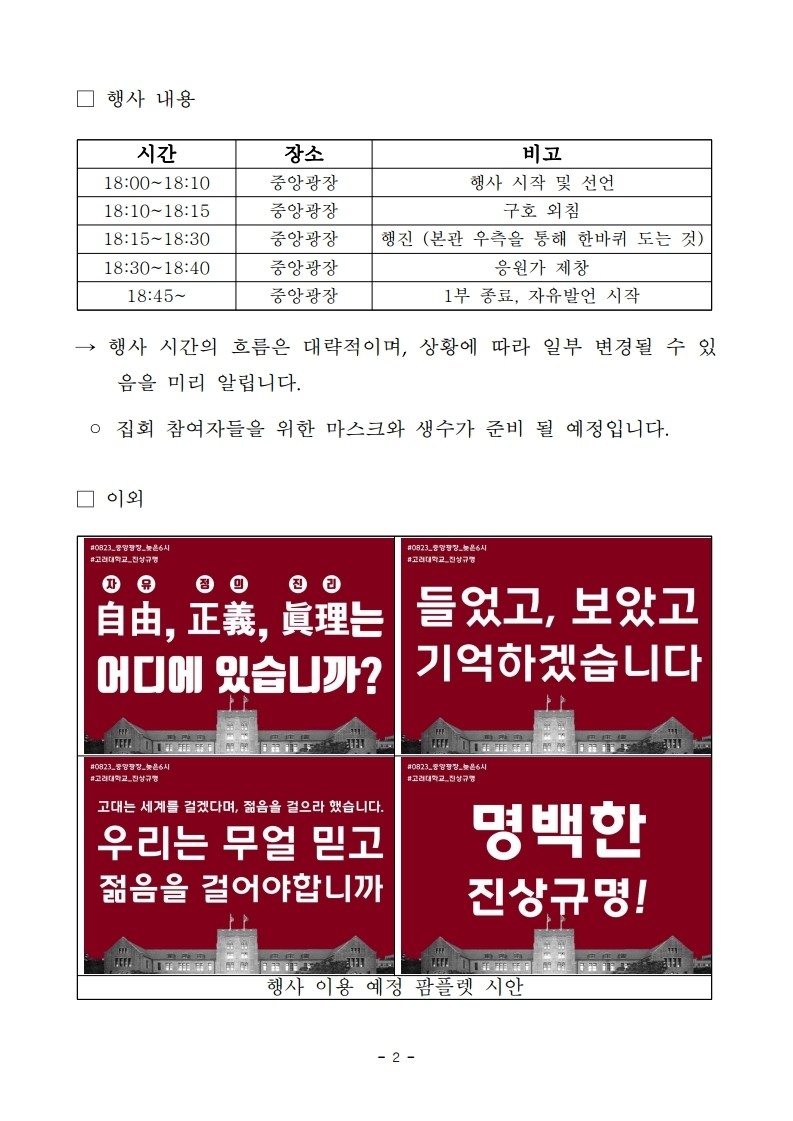 □ 행사 내용
시간 장소 비고
18:00~18:10 중앙광장 행사 시작 및 선언
18:10~18:15 중앙광장 구호 외침
18:15~18:30 중앙광장 행진 (본관 우측을 통해 한바퀴 도는 것)
18:30~18:40 중앙광장 응원가 제창
18:45~ 중앙광장 1부 종료, 자유발언 시작
→ 행사 시간의 흐름은 대략적이며, 상황에 따라 일부 변경될 수 있
음을 미리 알립니다.
○ 집회 참여자들을 위한 마스크와 생수가 준비 될 예정입니다.
□ 이외
#0823_중앙광장_늦은6시
#고려대학교_진상규명
자 유 정 의 진 리
自由, 正義, 眞理는
어디에 있습니까?
#0823_중앙광장_늦은6시
#고려대학교_진상규명
들었고, 보았고
기억하겠습니다
#0823_중앙광장_늦은6시
#고려대학교_진상규명
고대는 세계를 걸겠다며, 젊음을 걸으라 했습니다.
우리는 무얼 믿고
젊음을 걸어야합니까
#0823_중앙광장_늦은6시
#고려대학교_진상규명
명백한
진상규명!
행사 이용 예정 팜플렛 시안
- 2 -